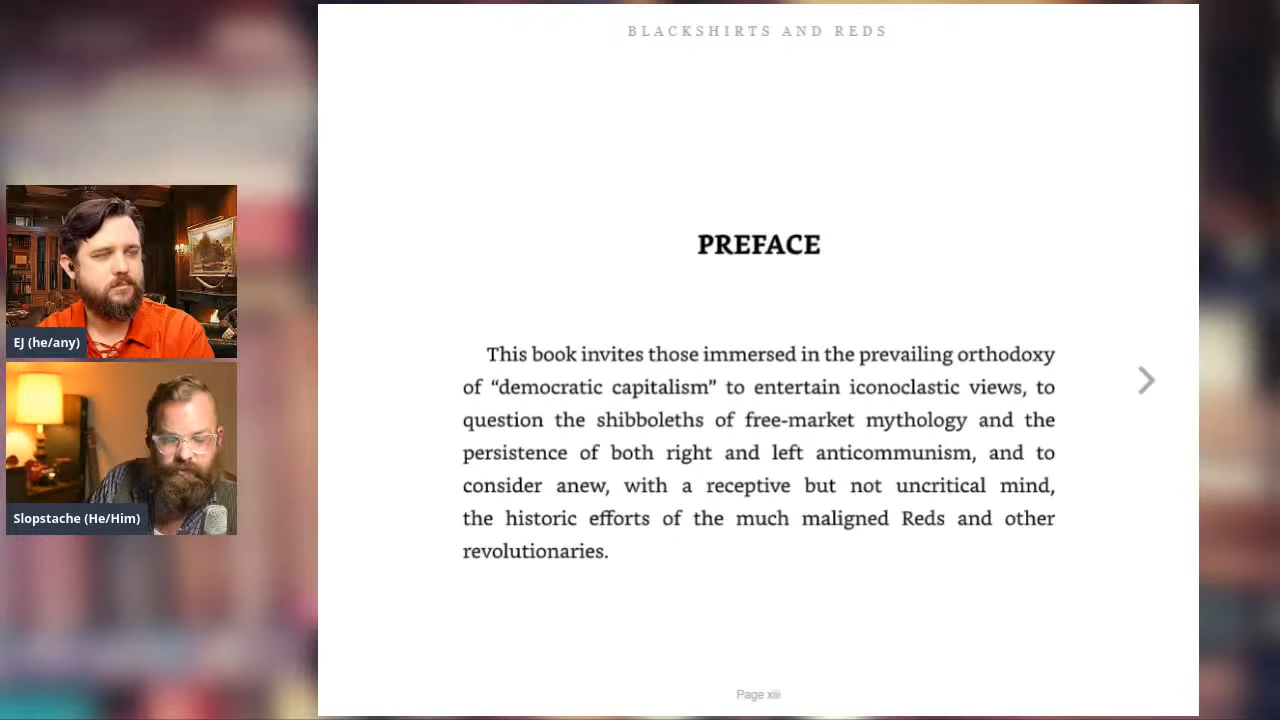 BLACKSHIRTS AND REDS
PREFACE
This book invites those immersed in the prevailing orthodoxy
of “democratic capitalism” to entertain iconoclastic views, to
question the shibboleths of free-market mythology and the
persistence of both right and left anticommunism, and to
consider anew, with a receptive but not uncritical mind,
the historic efforts of the much maligned Reds and other
revolutionaries.
Page xiii
EJ (he/any)
Slopstache (He/Him)